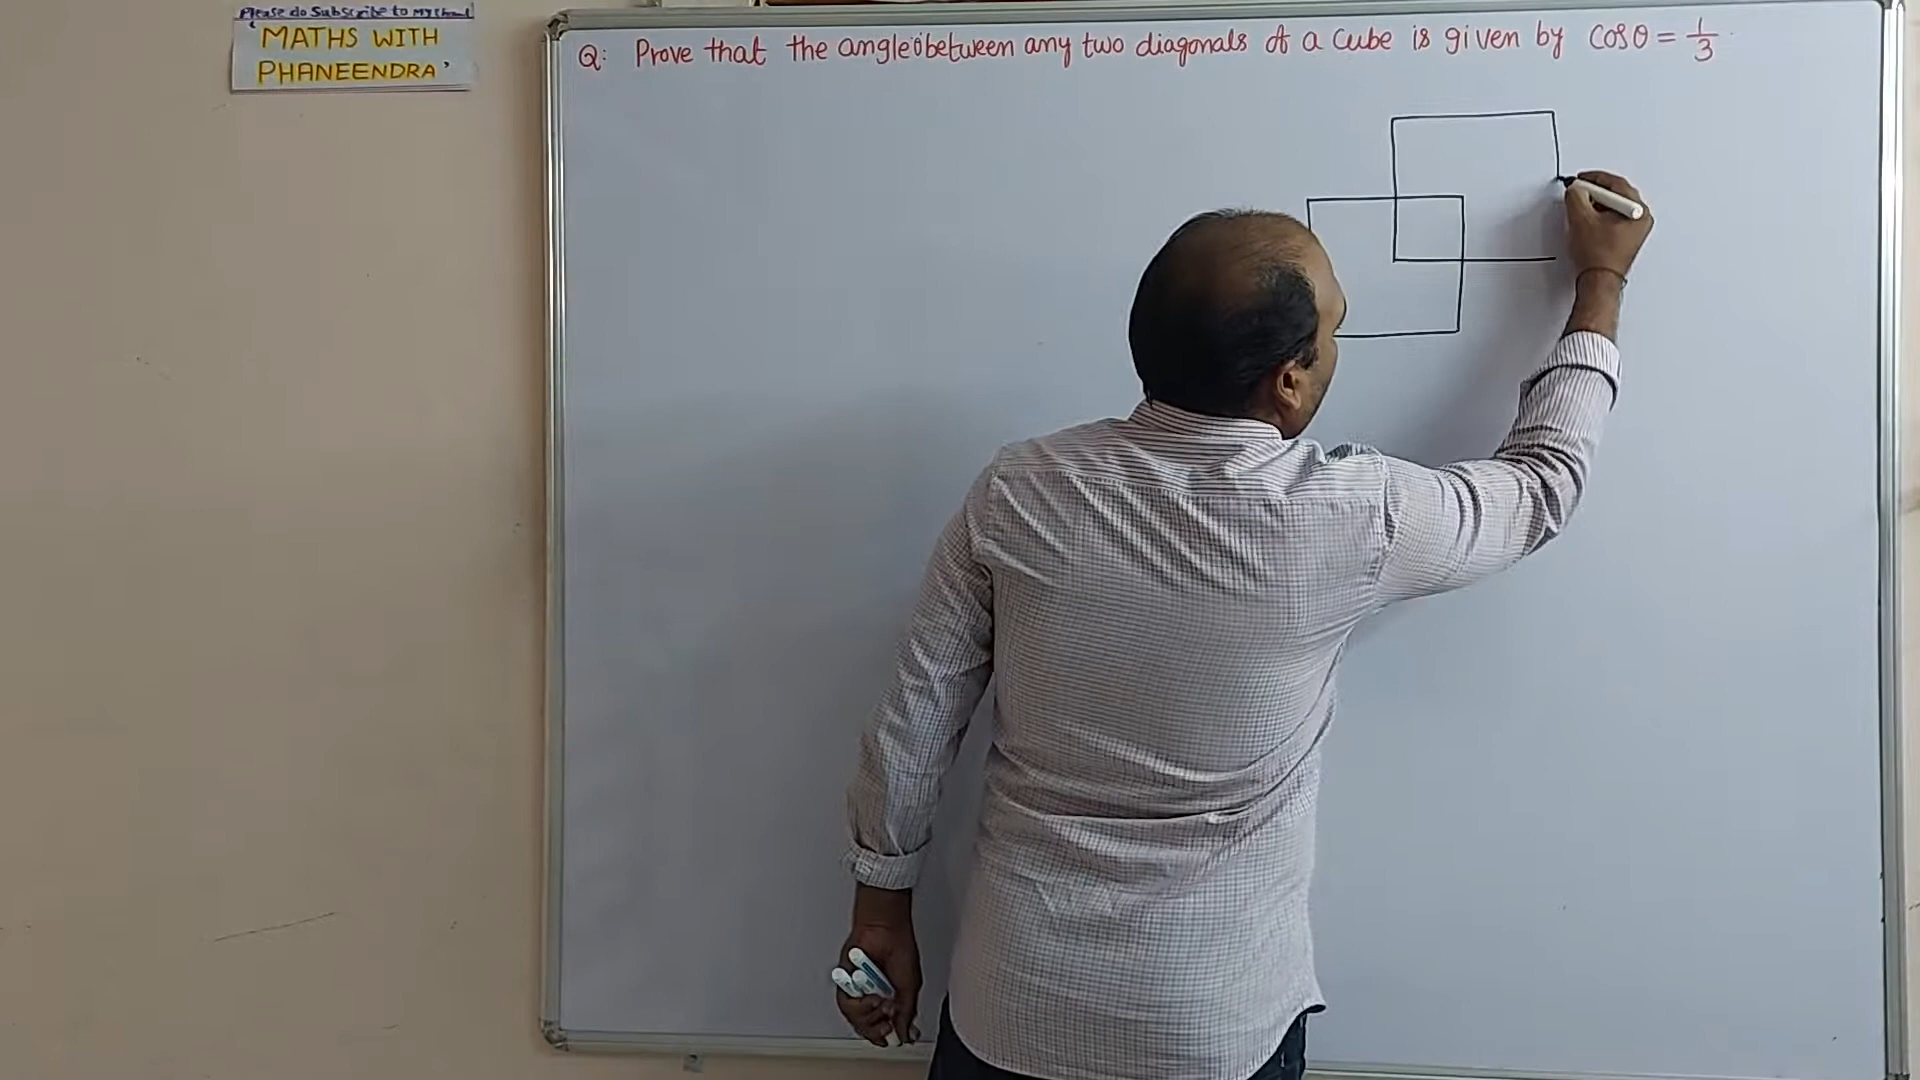 Please do Subscribe to My Channel
'MATHS WITH
PHANEENDRA'
Q: Prove that the angle θ between any two diagonals of a cube is given by cosθ = 1/3